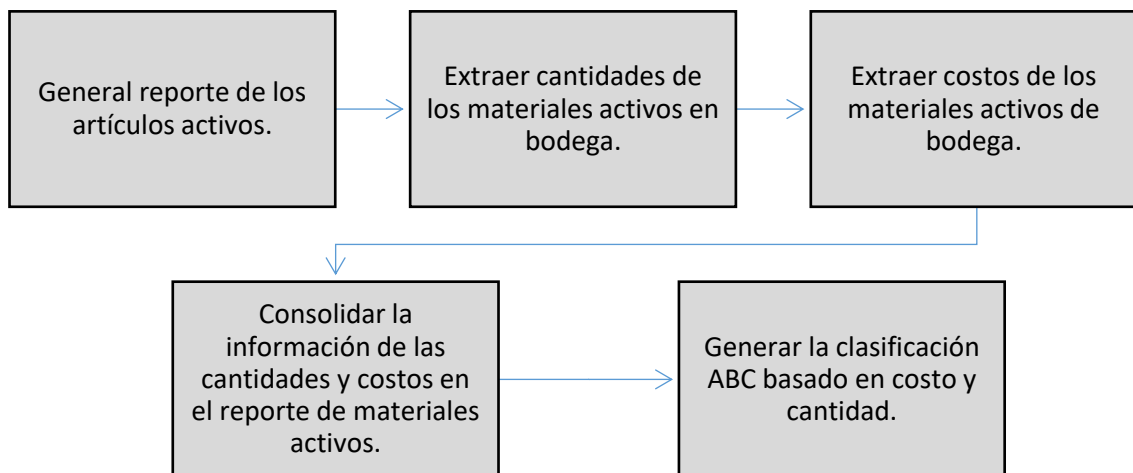 General reporte de los
artículos activos.
Extraer cantidades de
los materiales activos en
bodega.
Extraer costos de los
materiales activos de
bodega.
Consolidar la
información de las
cantidades y costos en
el reporte de materiales
activos.
Generar la clasificación
ABC basado en costo y
cantidad.